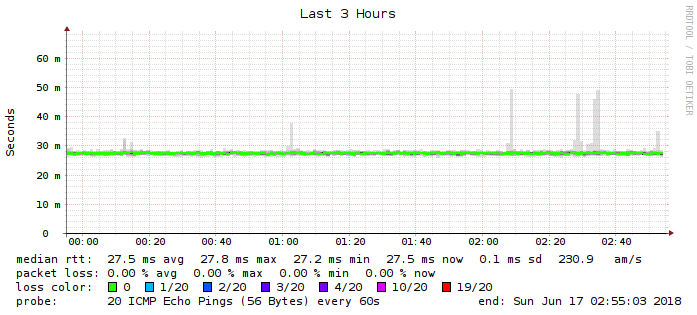 Last 3 Hours
RRDTOOL / TOBI OETIKER
Seconds
60 m
50 m
40 m
30 m
20 m
10 m
0
00:00 00:20 00:40 01:00 01:20 01:40 02:00 02:20 02:40
median rtt: 27.5 ms avg 27.8 ms max 27.2 ms min 27.5 ms now 0.1 ms sd 230.9 am/s
packet loss: 0.00 % avg 0.00 % max 0.00 % min 0.00 % now
loss color: 0 1/20 2/20 3/20 4/20 10/20 19/20
probe: 20 ICMP Echo Pings (56 Bytes) every 60s end: Sun Jun 17 02:55:03 2018